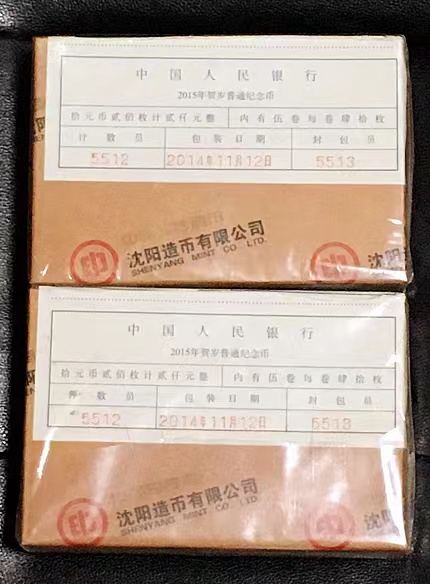 中国人民银行
2015年贺岁普通纪念币
拾元币贰佰枚计贰仟元整 内有伍卷每卷肆拾枚
计数员 包装日期 封包员
5512 2014年11月12日 5513
沈阳造币有限公司
SHENYANG MINT CO. LTD.
沈阳
中国人民银行
2015年贺岁普通纪念币
拾元币贰佰枚计贰仟元整 内有伍卷每卷肆拾枚
数员 包装日期 封包员
5512 2014年11月12日 5513
沈阳造币有限公司
SHENYANG MINT CO. LTD.
沈阳